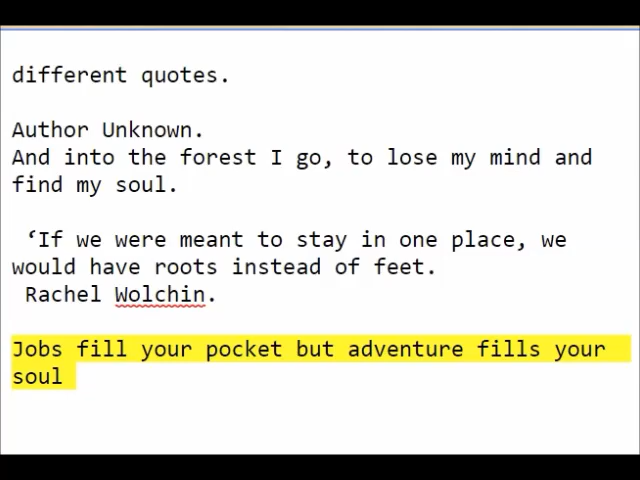 different quotes.
Author Unknown.
And into the forest I go, to lose my mind and
find my soul.
‘If we were meant to stay in one place, we
would have roots instead of feet.
Rachel Wolchin.
Jobs fill your pocket but adventure fills your
soul